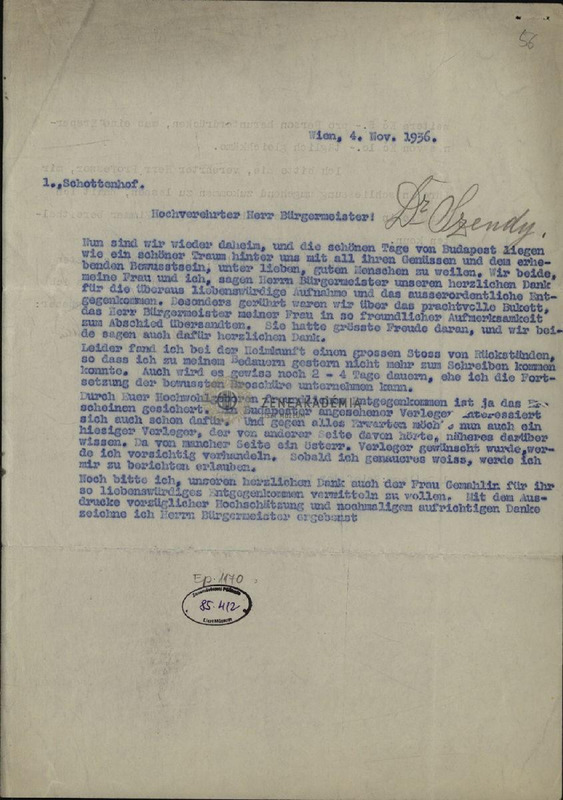 56
Wien, 4. Nov. 1936.
1., Schottenhof.
Hochverehrter Herr Bürgermeister!
Dr Szendy.
Nun sind wir wieder daheim, und die schönen Tage von Budapest liegen
wie ein schöner Traum hinter uns mit all ihren Genüssen und dem erhe-
benden Bewusstsein, unter lieben, guten Menschen zu weilen. Wir beide,
meine Frau und ich, sagen Herrn Bürgermeister unseren herzlichen Dank
für die überaus liebenswürdige Aufnahme und das ausserordentliche Ent-
gegenkommen. Besonders gerührt waren wir über das prachtvolle Bukett,
das Herr Bürgermeister meiner Frau in so freundlicher Aufmerksamkeit
zum Abschied übersandten. Sie hatte grösste Freude daran, und wir bei-
de sagen auch dafür herzlichen Dank.
Leider fand ich bei der Heimkunft einen grossen Stoss von Rückständen,
so dass ich zu meinem Bedauern gestern nicht mehr zum Schreiben kommen
konnte. Auch wird es gewiss noch 2 - 4 Tage dauern, ehe ich die Fort-
setzung der bewussten Broschüre unternehmen kann.
Durch Euer Hochwohlgeboren Entgegenkommen ist ja das Er-
scheinen gesichert. Budapester angesehener Verleger interessiert
sich auch schon dafür. Und gegen alles Erwarten möch nun auch ein
hiesiger Verleger, der von anderer Seite davon hörte, näheres darüber
wissen. Da von mancher Seite ein österr. Verleger gewünscht wurde, wer-
de ich vorsichtig verhandeln. Sobald ich genaueres weiss, werde ich
mir zu berichten erlauben.
Noch bitte ich, unseren herzlichen Dank auch der Frau Gemahlin für ihr
so liebenswürdiges Entgegenkommen vermitteln zu wollen. Mit dem Aus-
drucke vorzüglicher Hochschätzung und nochmaligem aufrichtigen Danke
zeichne ich Herrn Bürgermeister ergebenst
ZENEAKADÉMIA
Ep. 1170
85.412